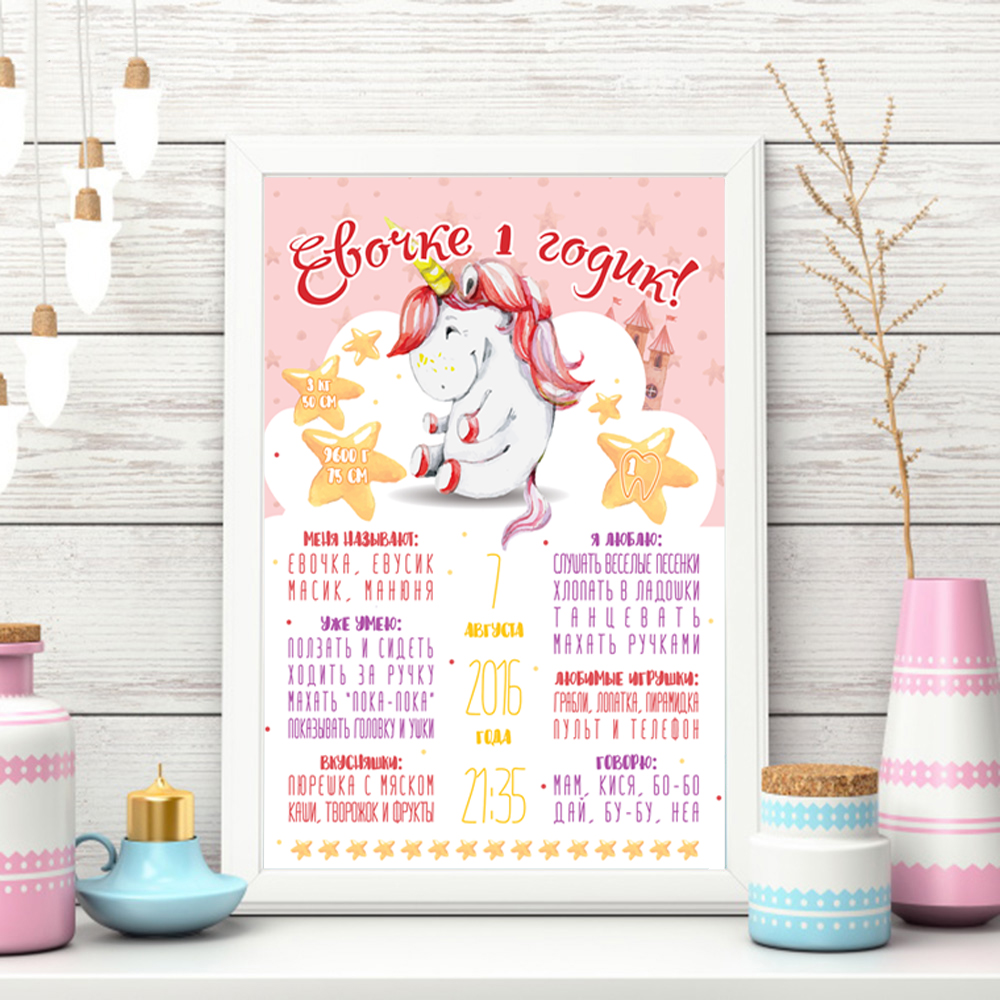 Евочке 1 годик!
3 кг
50 см
9600 г
75 см
1
Меня называют:
Евочка, Евусик
Масик, Манюня
Уже умею:
Ползать и сидеть
Ходить за ручку
Махать "пока-пока"
Показывать головку и ушки
Вкусняшки:
Пюрешка с мяском
Каши, творожок и фрукты
7
августа
2016
года
21:35
Я люблю:
Слушать веселые песенки
Хлопать в ладошки
Танцевать
Махать ручками
Любимые игрушки:
Грабли, лопатка, пирамидка
Пульт и телефон
Говорю:
Мам, кися, бо-бо
Дай, бу-бу, неа